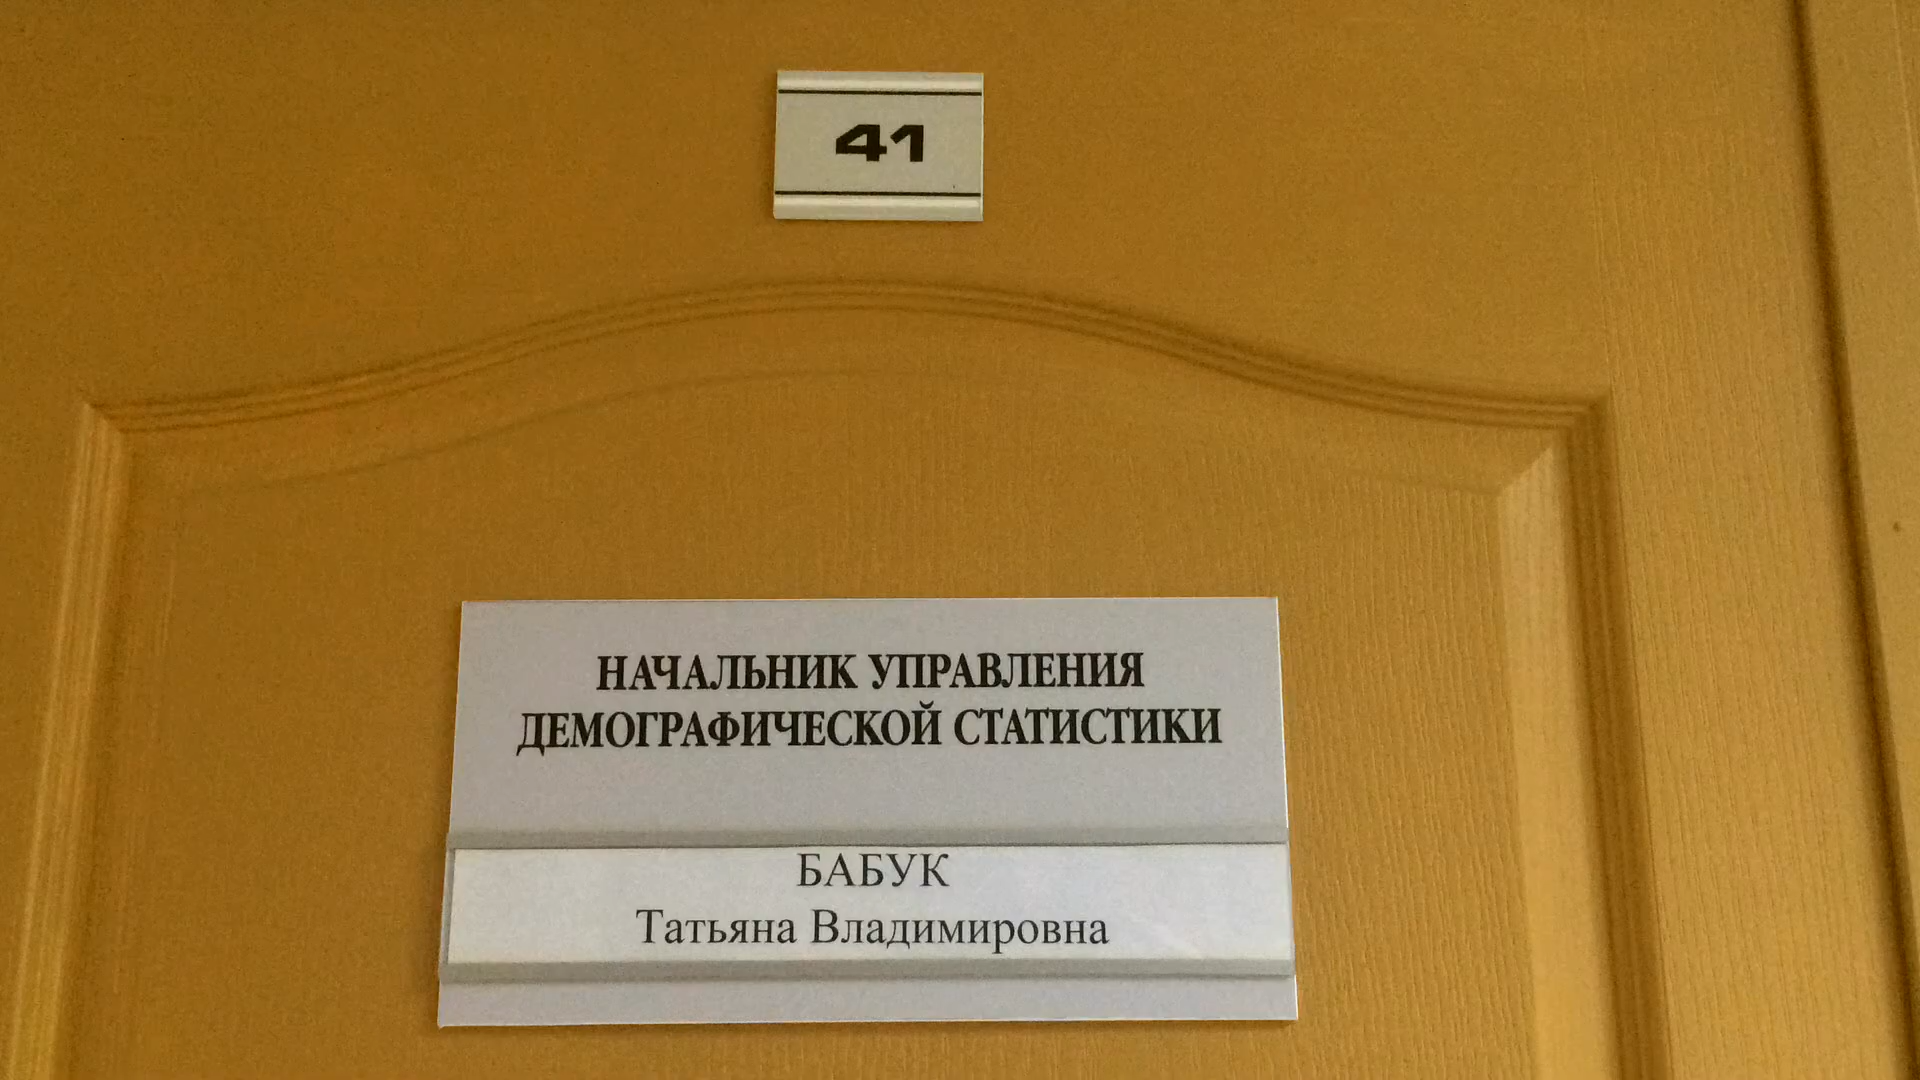 41
НАЧАЛЬНИК УПРАВЛЕНИЯ
ДЕМОГРАФИЧЕСКОЙ СТАТИСТИКИ
БАБУК
Татьяна Владимировна